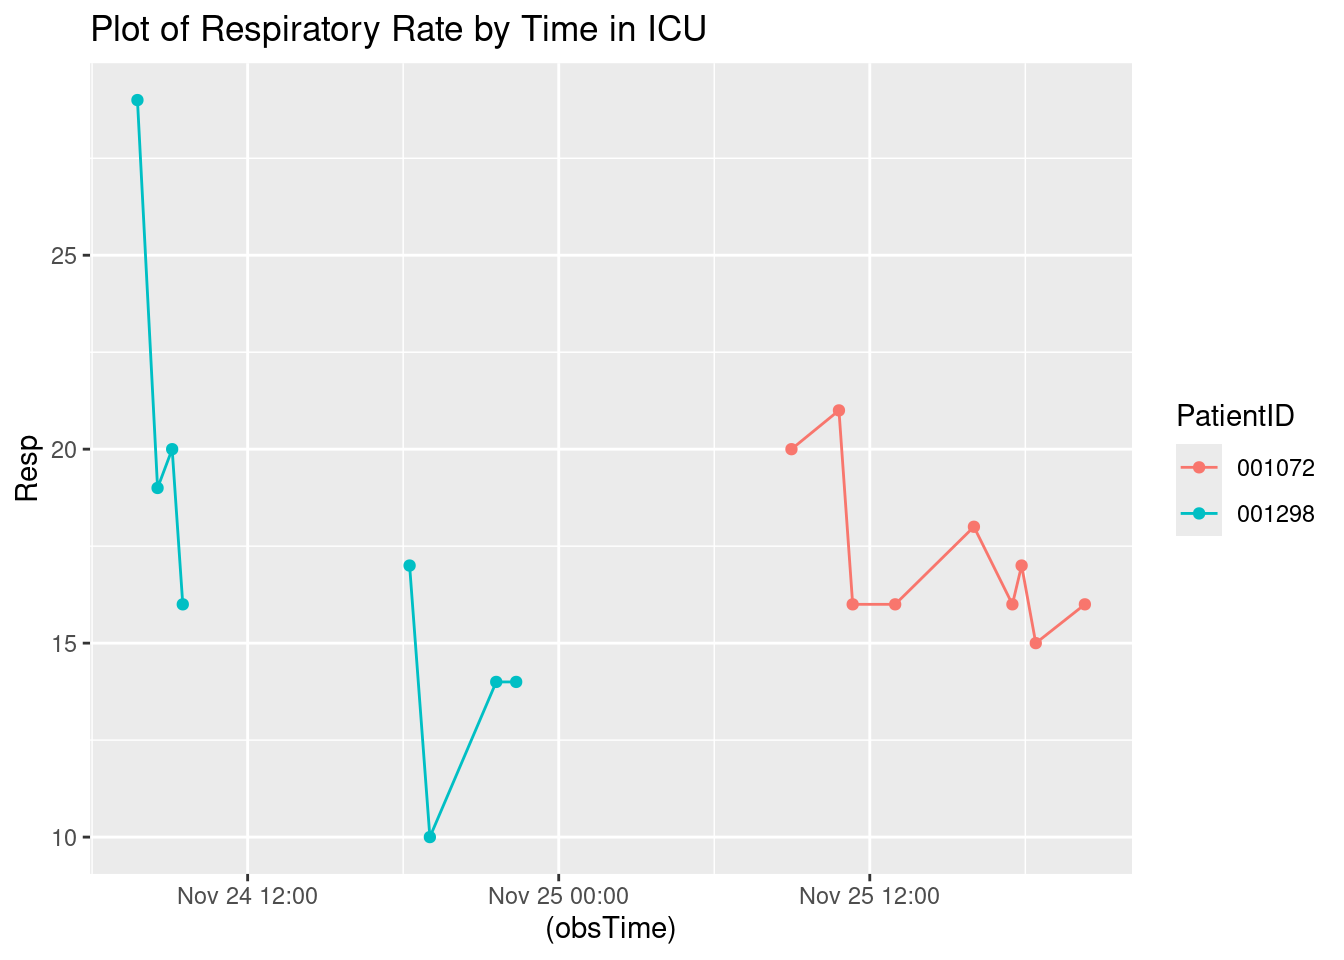 Plot of Respiratory Rate by Time in ICU
25
20
15
10
Resp
Nov 24 12:00
Nov 25 00:00
Nov 25 12:00
(obsTime)
PatientID
001072
001298